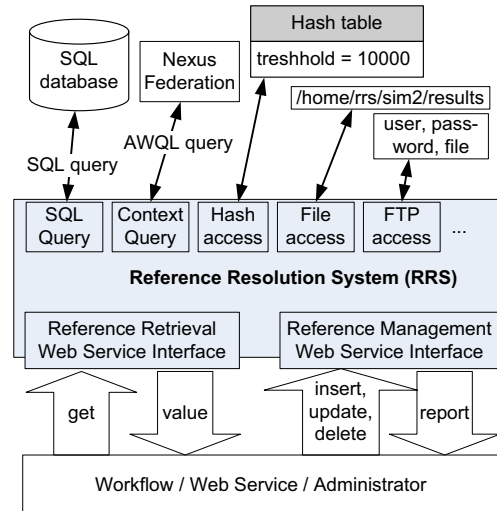 SQL
database
Nexus
Federation
Hash table
treshhold = 10000
/home/rrs/sim2/results
user, pass-
word, file
SQL query
AWQL query
SQL
Query
Context
Query
Hash
access
File
access
FTP
access
...
Reference Resolution System (RRS)
Reference Retrieval
Web Service Interface
Reference Management
Web Service Interface
get
value
insert,
update,
delete
report
Workflow / Web Service / Administrator